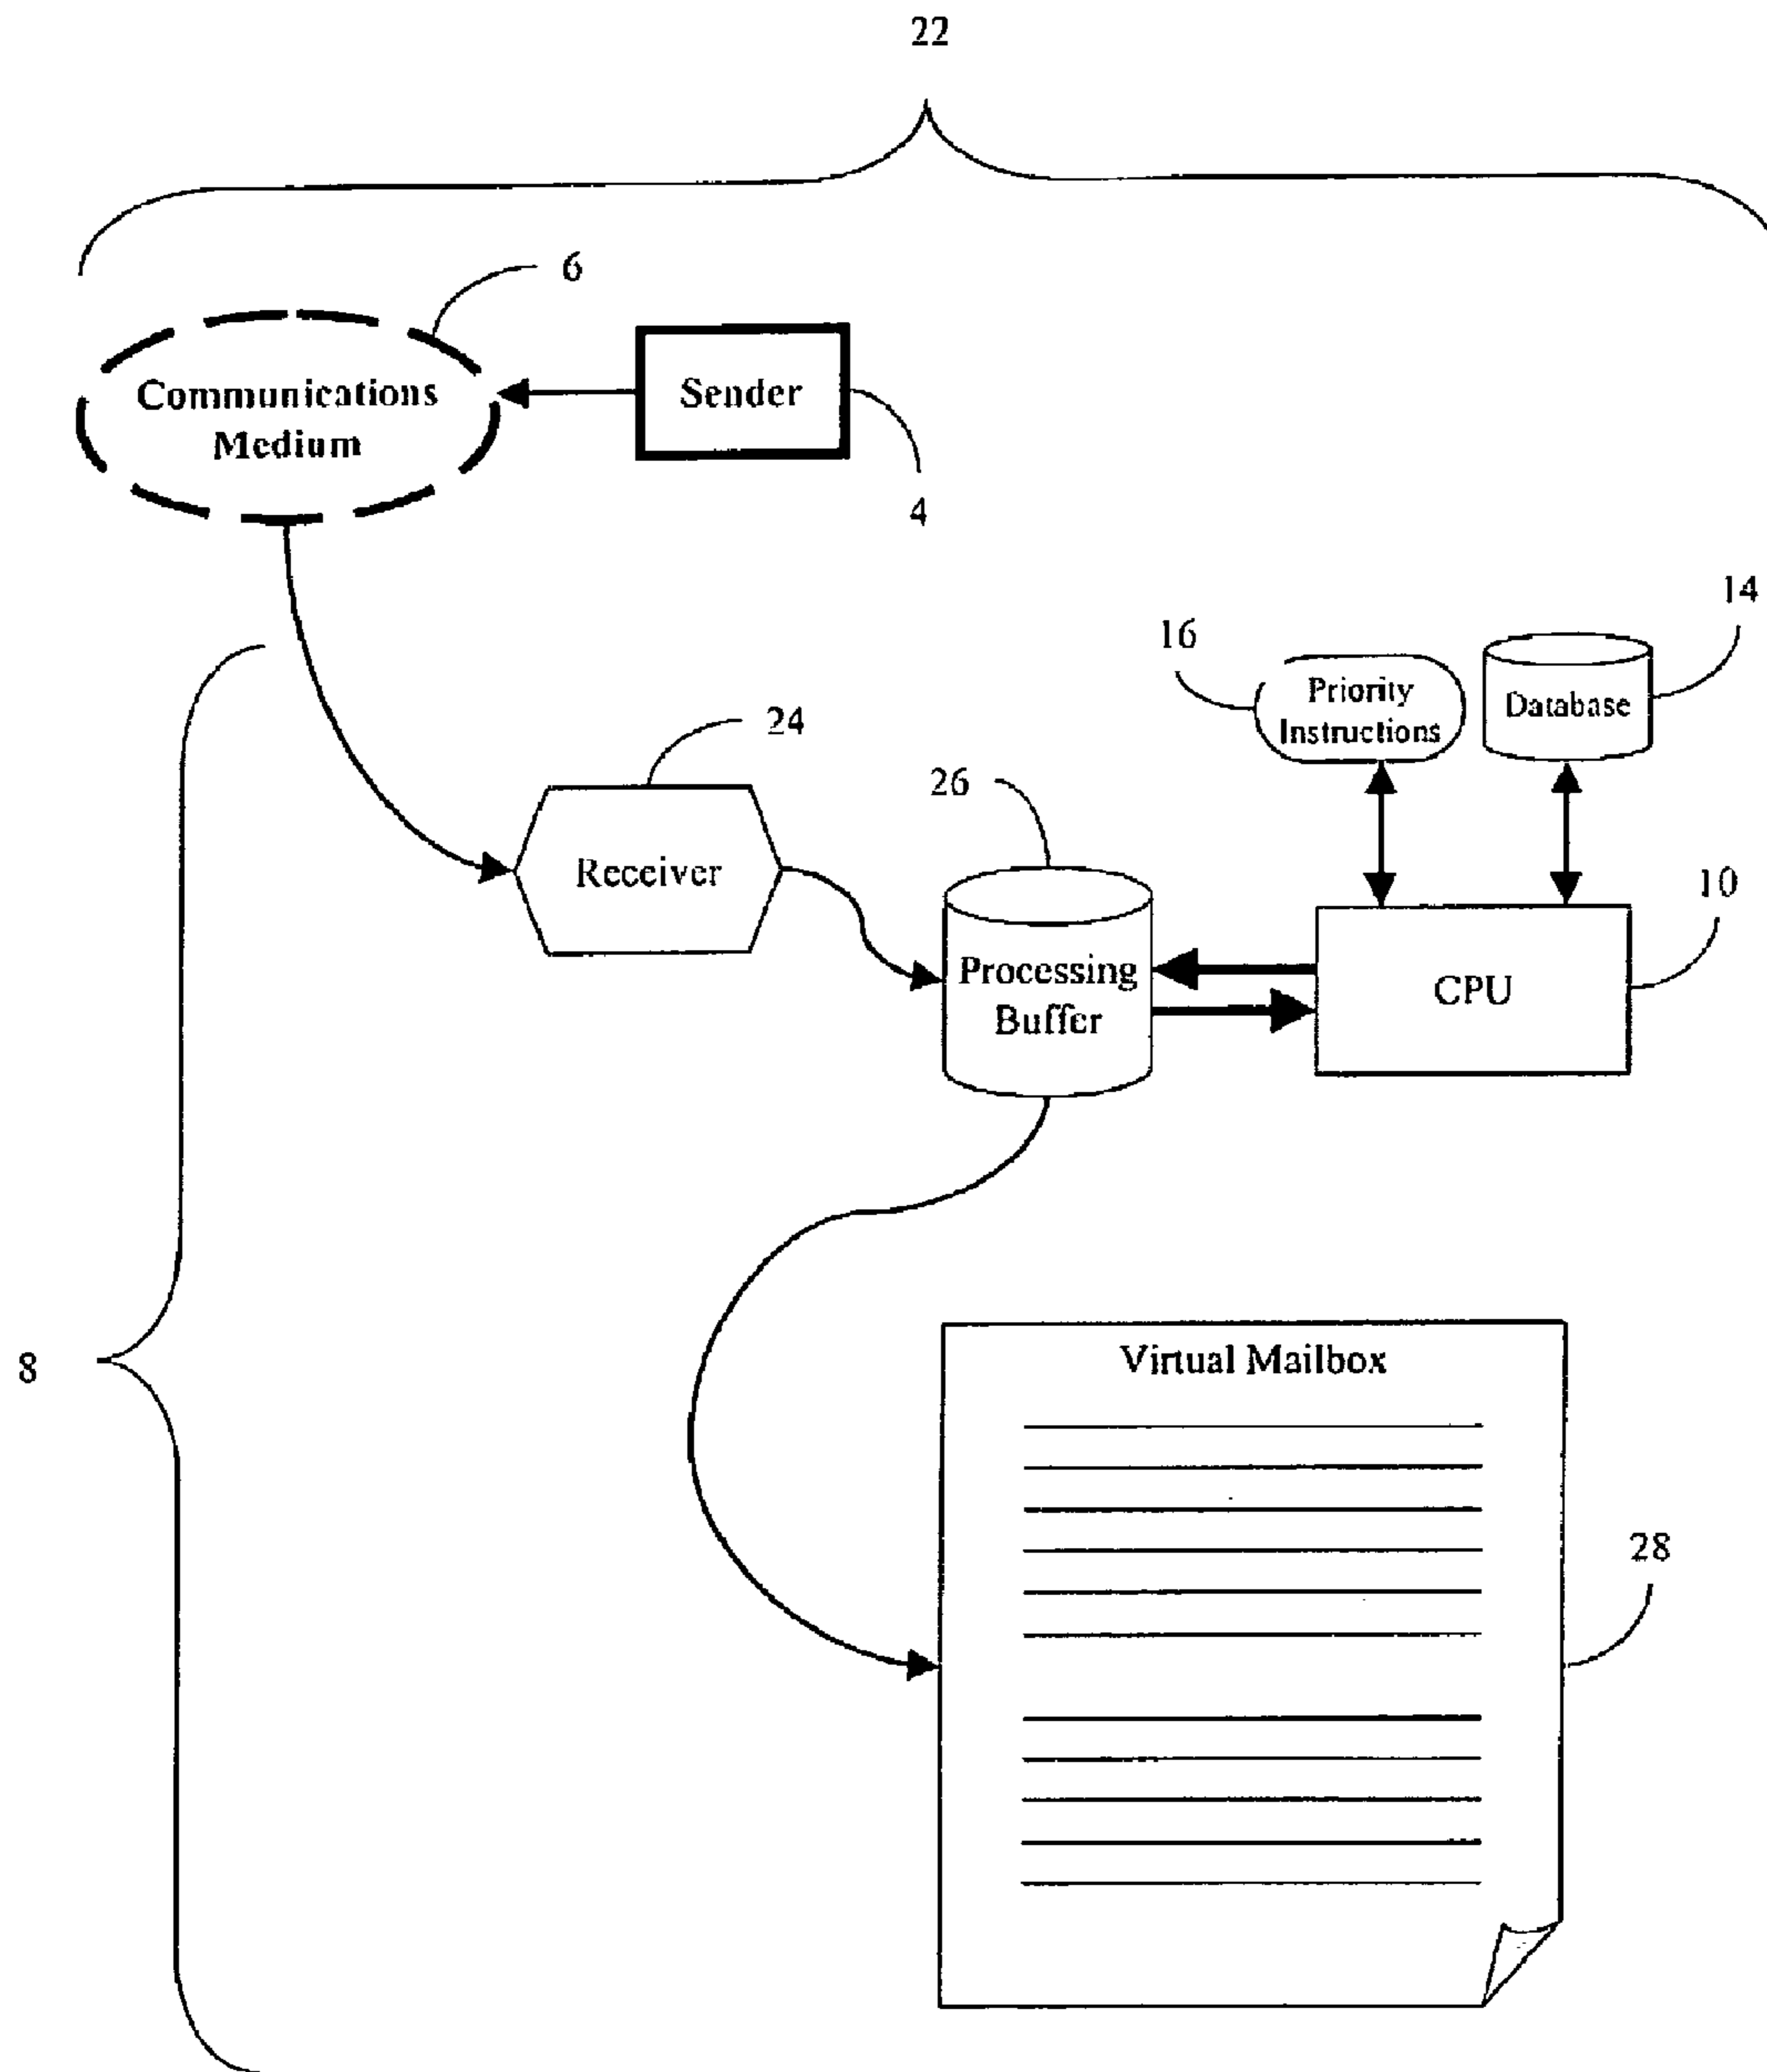 22
6
Communications
Medium
Sender
4
14
16
Priority
Instructions
Database
24
26
10
Receiver
Processing
Buffer
CPU
8
Virtual Mailbox
28